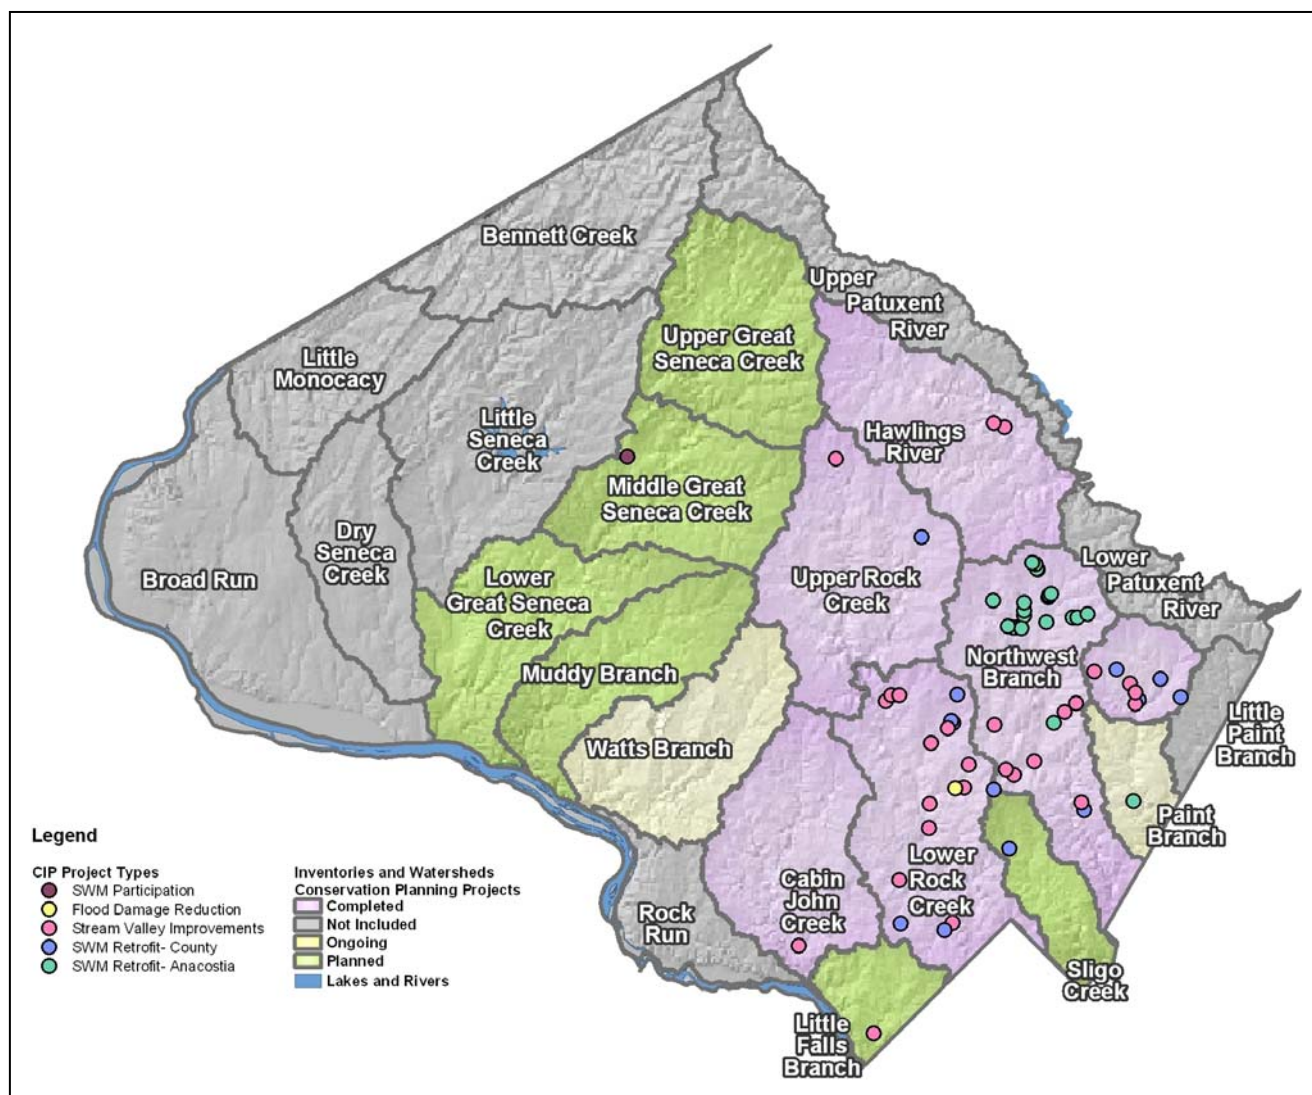 Bennett Creek
Upper
Patuxent
River
Upper Great
Seneca Creek
Little
Monocacy
Little
Seneca
Creek
Hawlings
River
Middle Great
Seneca Creek
Dry
Seneca
Creek
Broad Run
Lower
Great Seneca
Creek
Upper Rock
Creek
Lower
Patuxent
River
Muddy Branch
Northwest
Branch
Watts Branch
Little
Paint
Branch
Paint
Branch
Lower
Rock
Creek
Cabin
John
Creek
Rock
Run
Sligo
Creek
Little
Falls
Branch
Legend
CIP Project Types
SWM Participation
Flood Damage Reduction
Stream Valley Improvements
SWM Retrofit- County
SWM Retrofit- Anacostia
Inventories and Watersheds
Conservation Planning Projects
Completed
Not Included
Ongoing
Planned
Lakes and Rivers